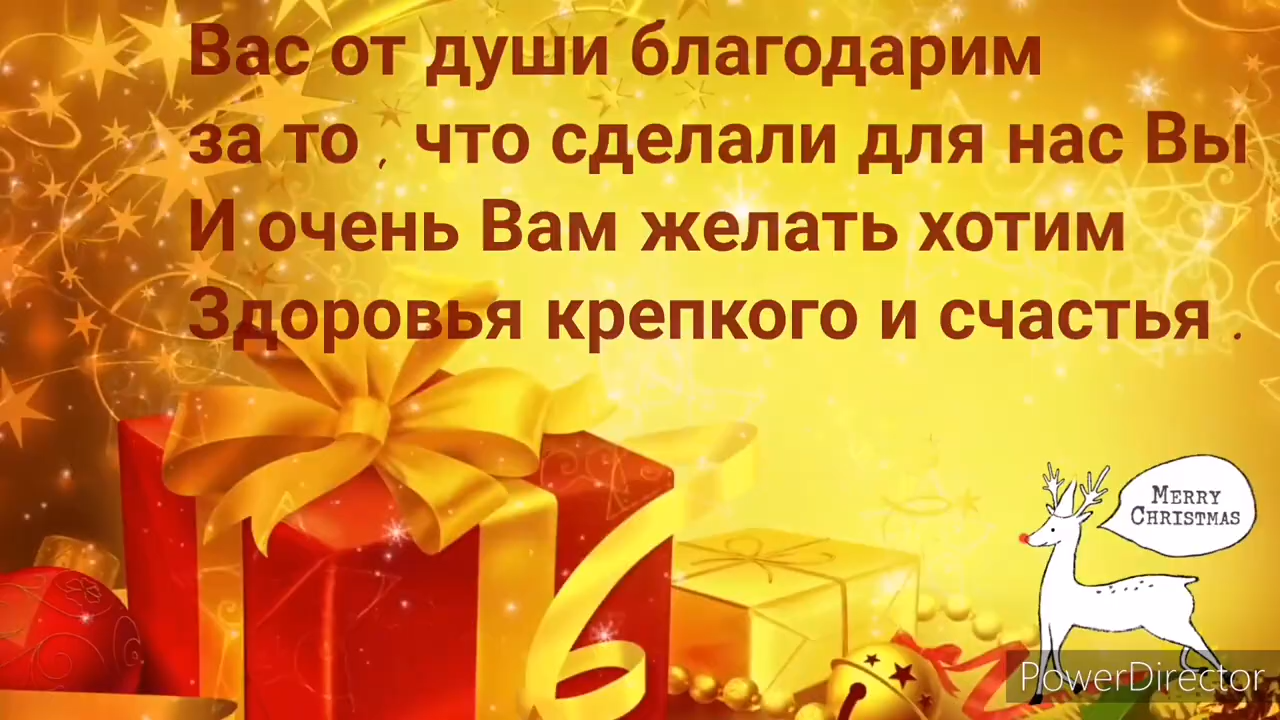 Вас от души благодарим
за то , что сделали для нас Вы
И очень Вам желать хотим
Здоровья крепкого и счастья .
MERRY
CHRISTMAS
PowerDirector